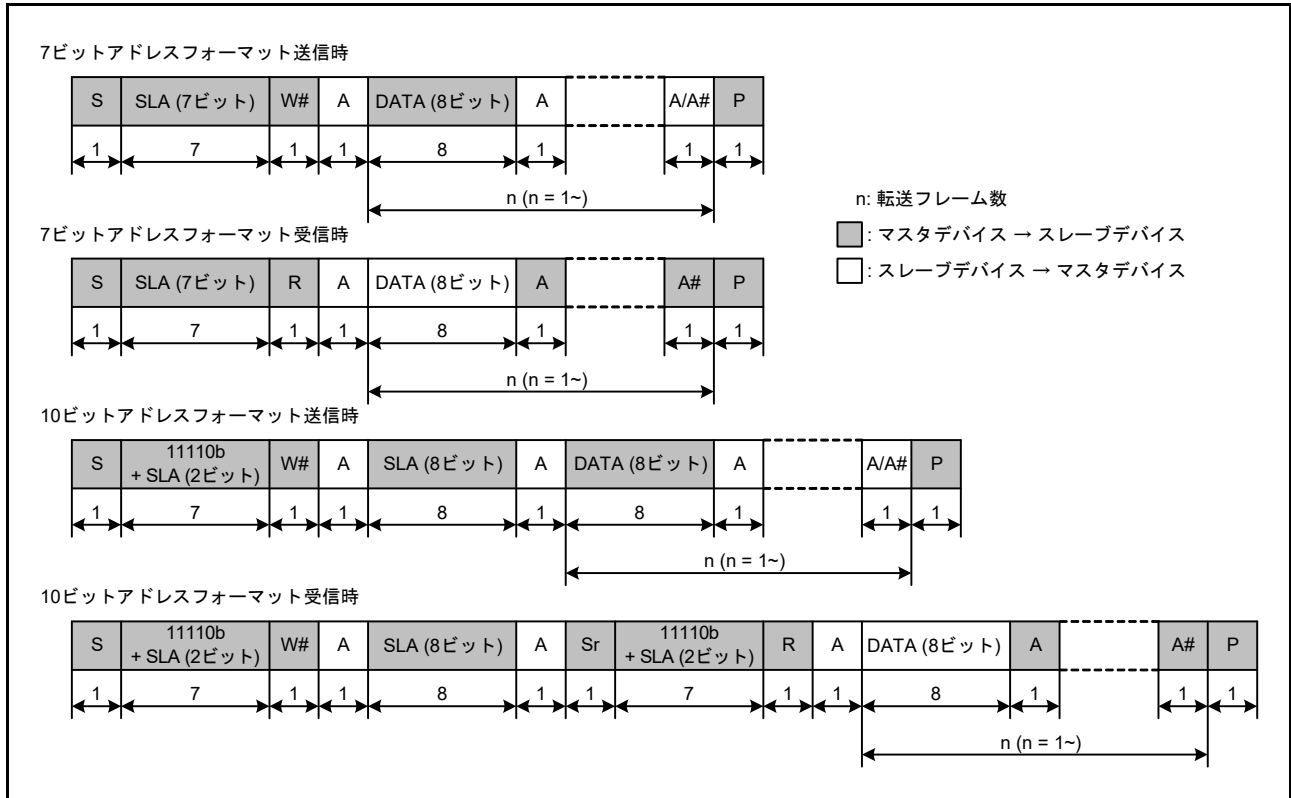 7ビットアドレスフォーマット送信時
S SLA (7ビット) W# A DATA (8ビット) A A/A# P
1 7 1 1 8 1 1 1
n (n = 1~)
n: 転送フレーム数
: マスタデバイス → スレーブデバイス
: スレーブデバイス → マスタデバイス
7ビットアドレスフォーマット受信時
S SLA (7ビット) R A DATA (8ビット) A A# P
1 7 1 1 8 1 1 1
n (n = 1~)
10ビットアドレスフォーマット送信時
S 11110b + SLA (2ビット) W# A SLA (8ビット) A DATA (8ビット) A A/A# P
1 7 1 1 8 1 8 1 1 1
n (n = 1~)
10ビットアドレスフォーマット受信時
S 11110b + SLA (2ビット) W# A SLA (8ビット) A Sr 11110b + SLA (2ビット) R A DATA (8ビット) A A# P
1 7 1 1 8 1 1 7 1 1 8 1 1 1
n (n = 1~)